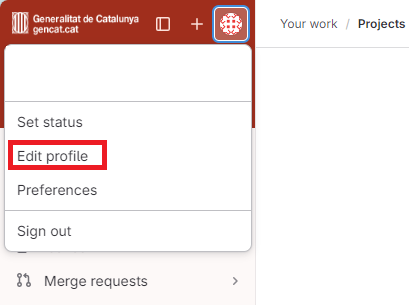 Generalitat de Catalunya
gencat.cat
Your work / Projects
Set status
Edit profile
Preferences
Sign out
Merge requests